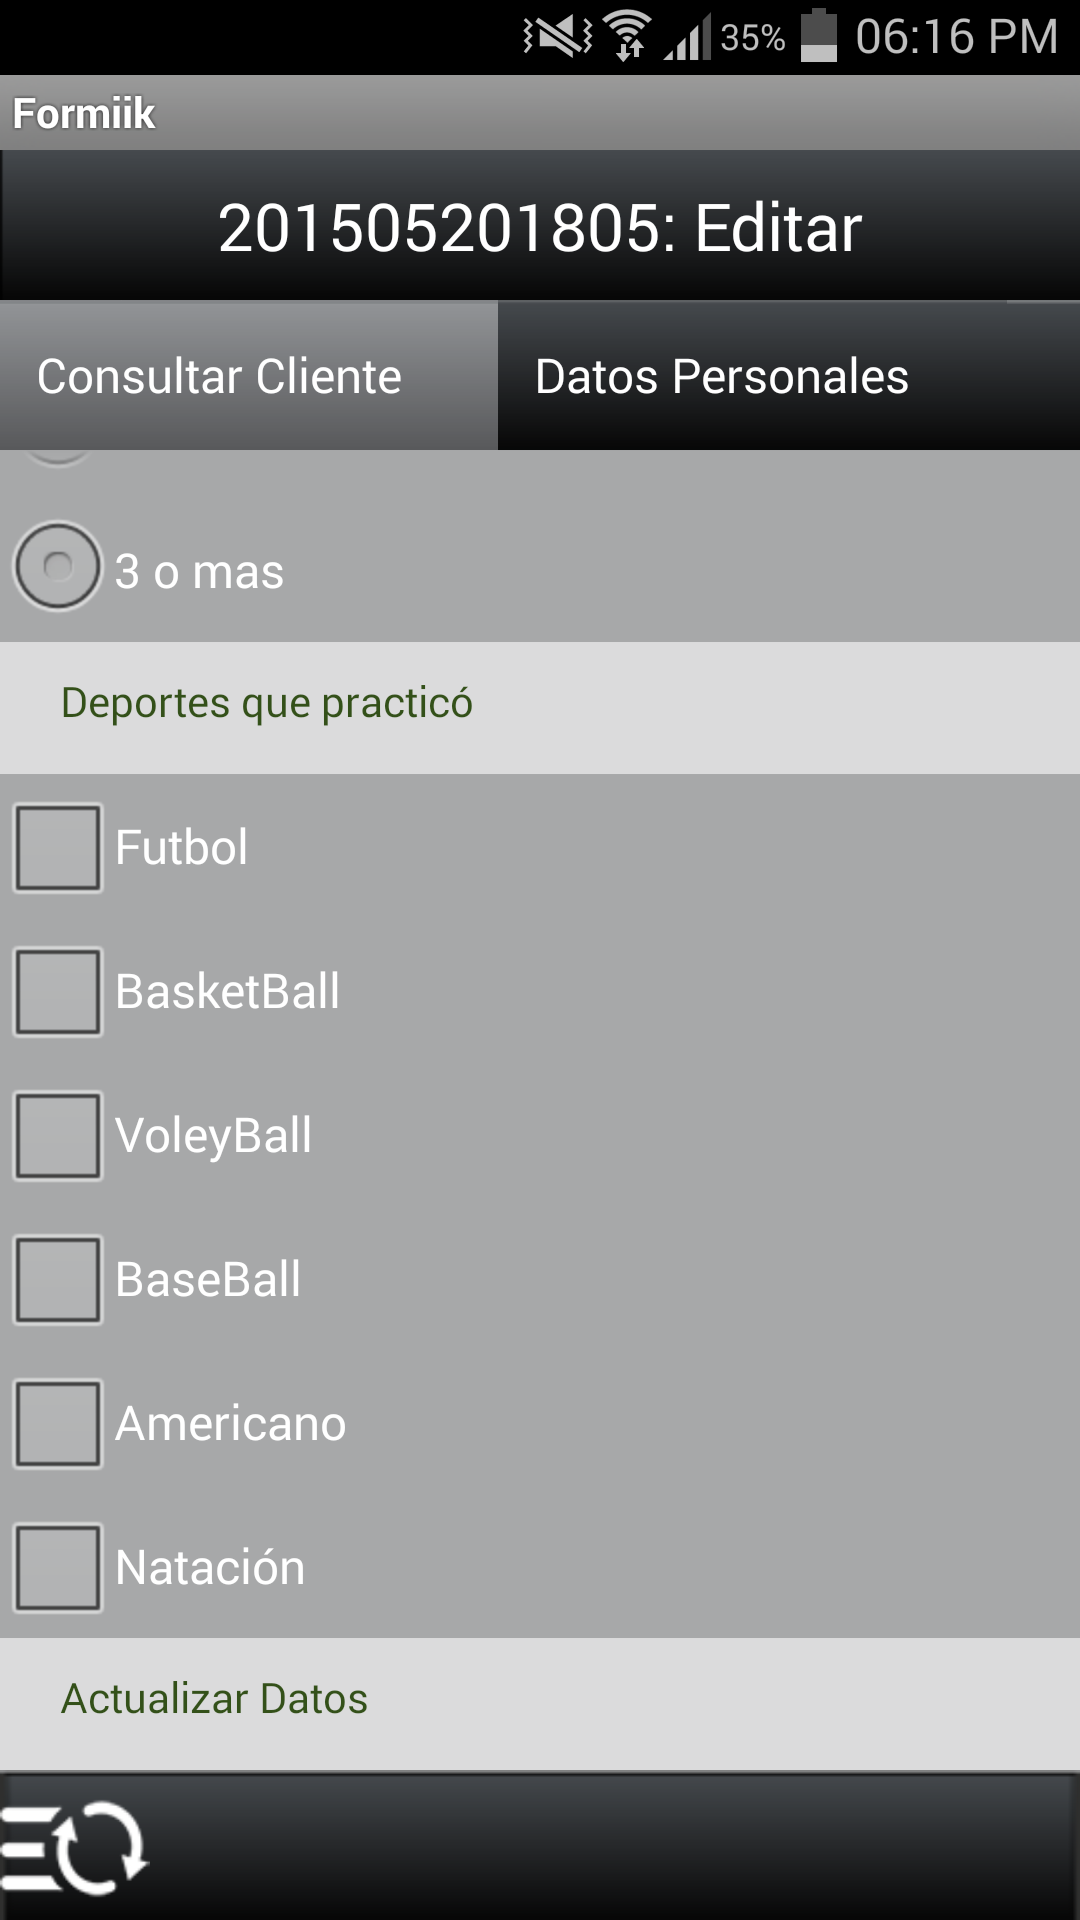 35% 06:16 PM
Formiik
201505201805: Editar
Consultar Cliente Datos Personales
3 o mas
Deportes que practicó
Futbol
BasketBall
VoleyBall
BaseBall
Americano
Natación
Actualizar Datos